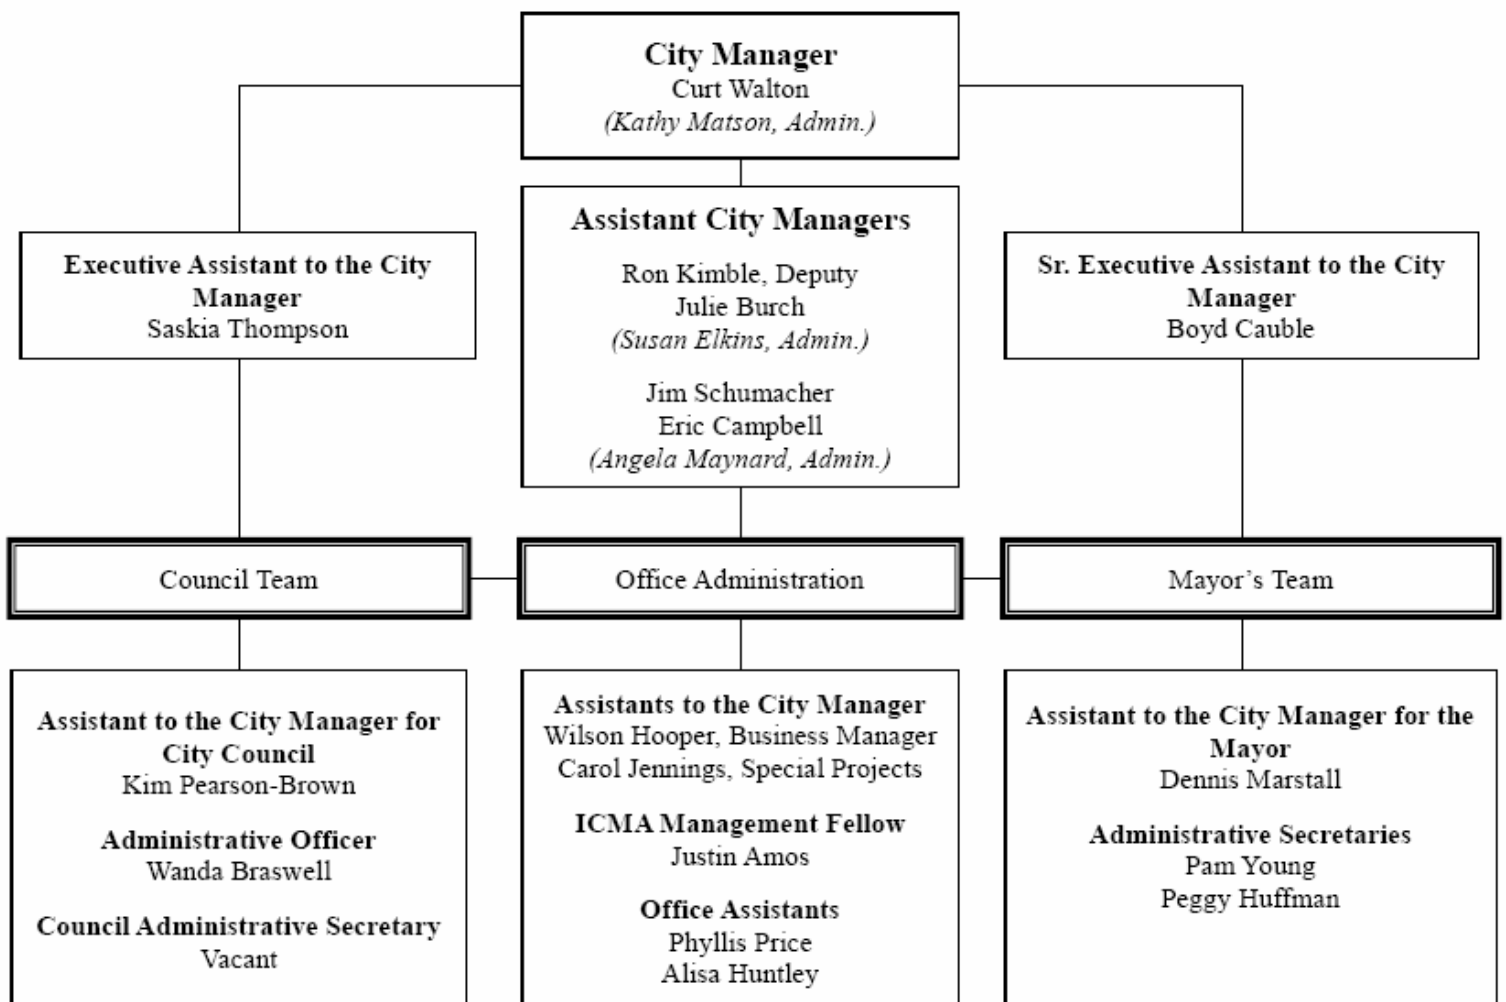 City Manager
Curt Walton
(Kathy Matson, Admin.)
Assistant City Managers
Ron Kimble, Deputy
Julie Burch
(Susan Elkins, Admin.)
Jim Schumacher
Eric Campbell
(Angela Maynard, Admin.)
Executive Assistant to the City
Manager
Saskia Thompson
Sr. Executive Assistant to the City
Manager
Boyd Cauble
Council Team
Office Administration
Mayor’s Team
Assistant to the City Manager for
City Council
Kim Pearson-Brown
Administrative Officer
Wanda Braswell
Council Administrative Secretary
Vacant
Assistants to the City Manager
Wilson Hooper, Business Manager
Carol Jennings, Special Projects
ICMA Management Fellow
Justin Amos
Office Assistants
Phyllis Price
Alisa Huntley
Assistant to the City Manager for the
Mayor
Dennis Marstall
Administrative Secretaries
Pam Young
Peggy Huffman